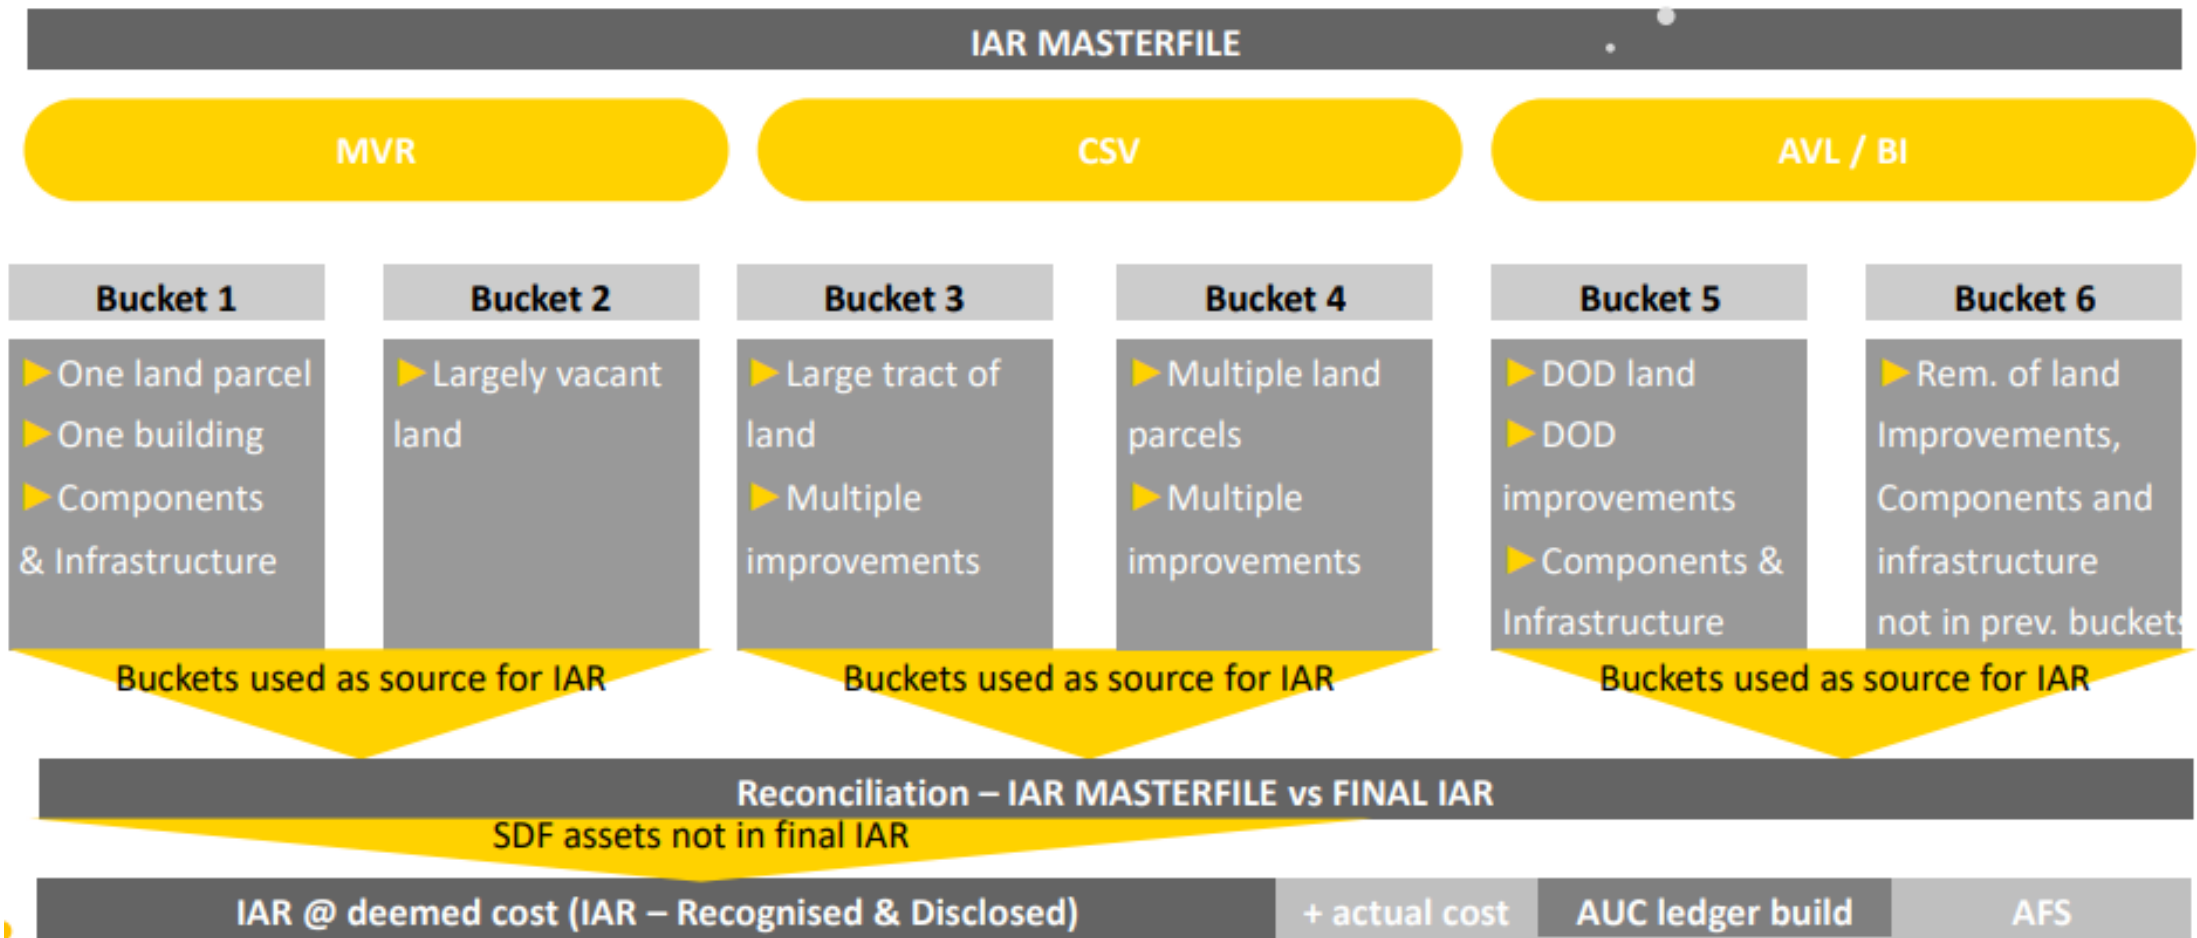 IAR MASTERFILE
MVR
CSV
AVL / BI
Bucket 1
Bucket 2
Bucket 3
Bucket 4
Bucket 5
Bucket 6
One land parcel
One building
Components
& Infrastructure
Largely vacant
land
Large tract of
land
Multiple
improvements
Multiple land
parcels
Multiple
improvements
DOD land
DOD
improvements
Components &
Infrastructure
Rem. of land
Improvements,
Components and
infrastructure
not in prev. buckets
Buckets used as source for IAR
Buckets used as source for IAR
Buckets used as source for IAR
Reconciliation – IAR MASTERFILE vs FINAL IAR
SDF assets not in final IAR
IAR @ deemed cost (IAR – Recognised & Disclosed)
+ actual cost
AUC ledger build
AFS